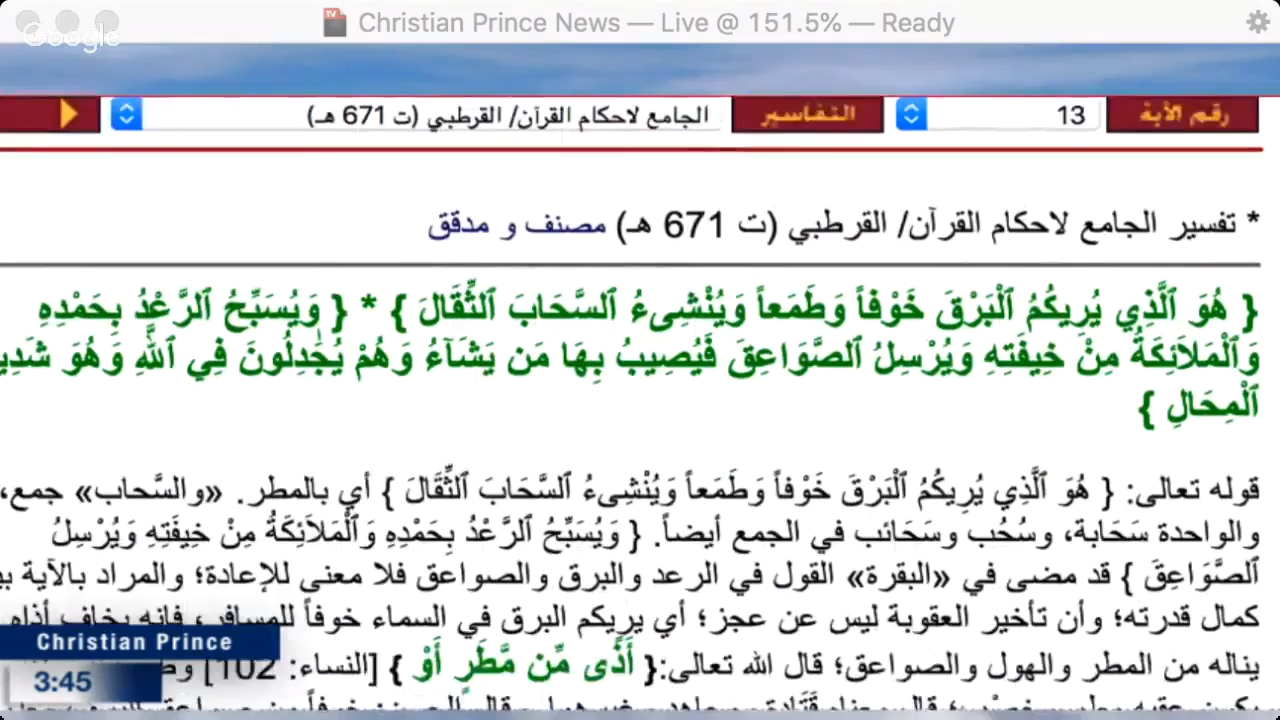 Christian Prince News — Live @ 151.5% — Ready
Google
رقم الآية 13 التفاسير الجامع لاحكام القرآن/ القرطبي (ت 671 هـ)
* تفسير الجامع لاحكام القرآن/ القرطبي (ت 671 هـ) مصنف و مدقق
{ هُوَ ٱلَّذِي يُرِيكُمُ ٱلْبَرْقَ خَوْفاً وَطَمَعاً وَيُنْشِىءُ ٱلسَّحَابَ ٱلثِّقَالَ } * { وَيُسَبِّحُ ٱلرَّعْدُ بِحَمْدِهِ
وَٱلْمَلاَئِكَةُ مِنْ خِيفَتِهِ وَيُرْسِلُ ٱلصَّوَاعِقَ فَيُصِيبُ بِهَا مَن يَشَآءُ وَهُمْ يُجَٰدِلُونَ فِي ٱللَّهِ وَهُوَ شَدِي
ٱلْمِحَالِ }
قوله تعالى: { هُوَ ٱلَّذِي يُرِيكُمُ ٱلْبَرْقَ خَوْفاً وَطَمَعاً وَيُنْشِىءُ ٱلسَّحَابَ ٱلثِّقَالَ } أي بالمطر. «والسَّحاب» جمع،
والواحدة سَحَابة، وسُحُب وسَحَائب في الجمع أيضاً. { وَيُسَبِّحُ ٱلرَّعْدُ بِحَمْدِهِ وَٱلْمَلاَئِكَةُ مِنْ خِيفَتِهِ وَيُرْسِلُ
ٱلصَّوَاعِقَ } قد مضى في «البقرة» القول في الرعد والبرق والصواعق فلا معنى للإعادة؛ والمراد بالآية
كمال قدرته؛ وأن تأخير العقوبة ليس عن عجز؛ أي يريكم البرق في السماء خوفاً للمسافر، فإنه يخاف أذاه
يناله من المطر والهول والصواعق؛ قال الله تعالى:{ أَذًى مِّن مَّطَرٍ أَوْ } [النساء: 102]
Christian Prince
3:45